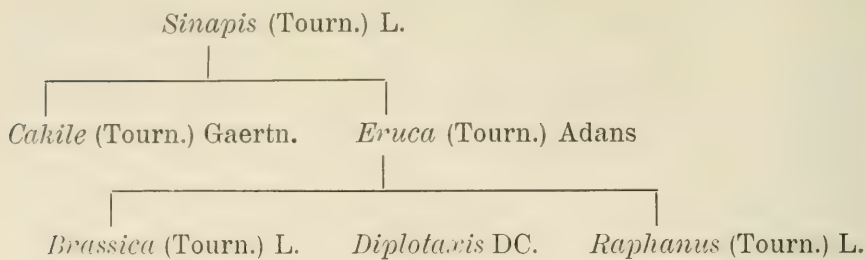 Sinapis (Tourn.) L.
Cakile (Tourn.) Gaertn. Eruca (Tourn.) Adans
Brassica (Tourn.) L. Diplotaxis DC. Raphanus (Tourn.) L.